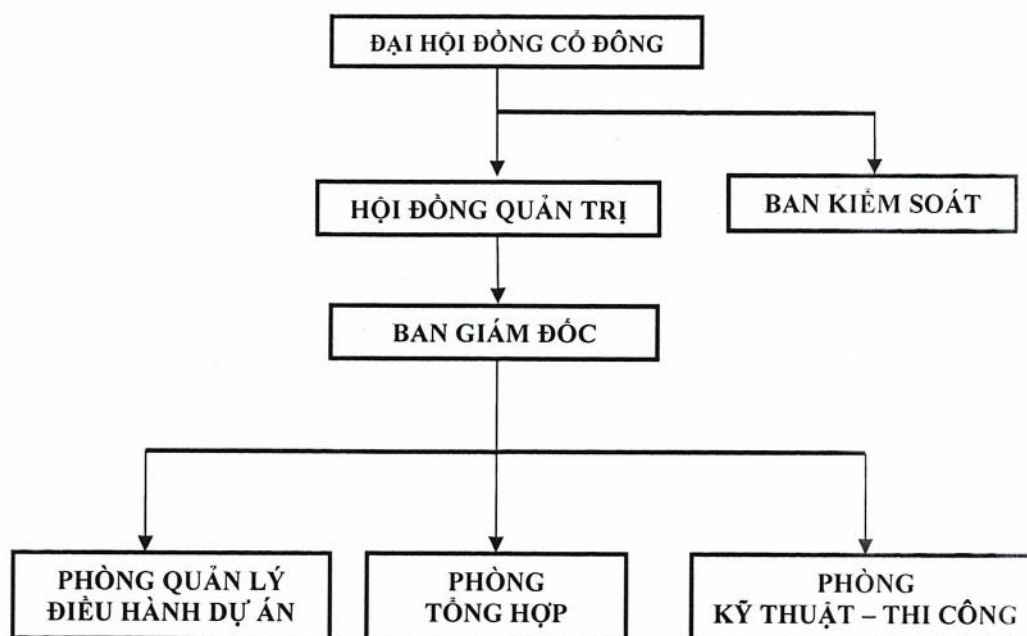 ĐẠI HỘI ĐỒNG CỔ ĐÔNG
HỘI ĐỒNG QUẢN TRỊ
BAN KIỂM SOÁT
BAN GIÁM ĐỐC
PHÒNG QUẢN LÝ
ĐIỀU HÀNH DỰ ÁN
PHÒNG
TỔNG HỢP
PHÒNG
KỸ THUẬT – THI CÔNG